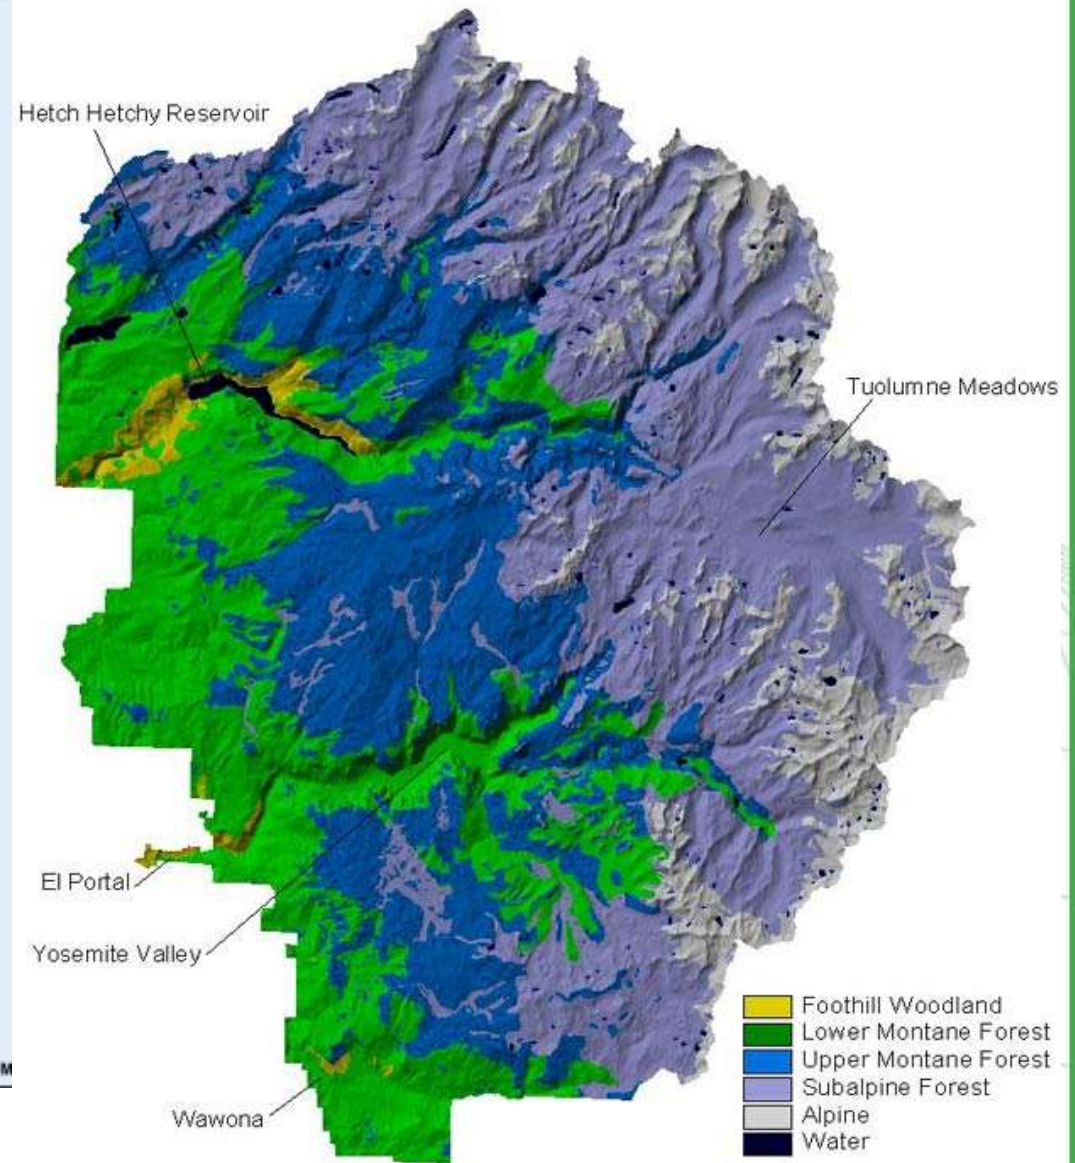 Hetch Hetchy Reservoir
Tuolumne Meadows
El Portal
Yosemite Valley
Wawona
Foothill Woodland
Lower Montane Forest
Upper Montane Forest
Subalpine Forest
Alpine
Water
M